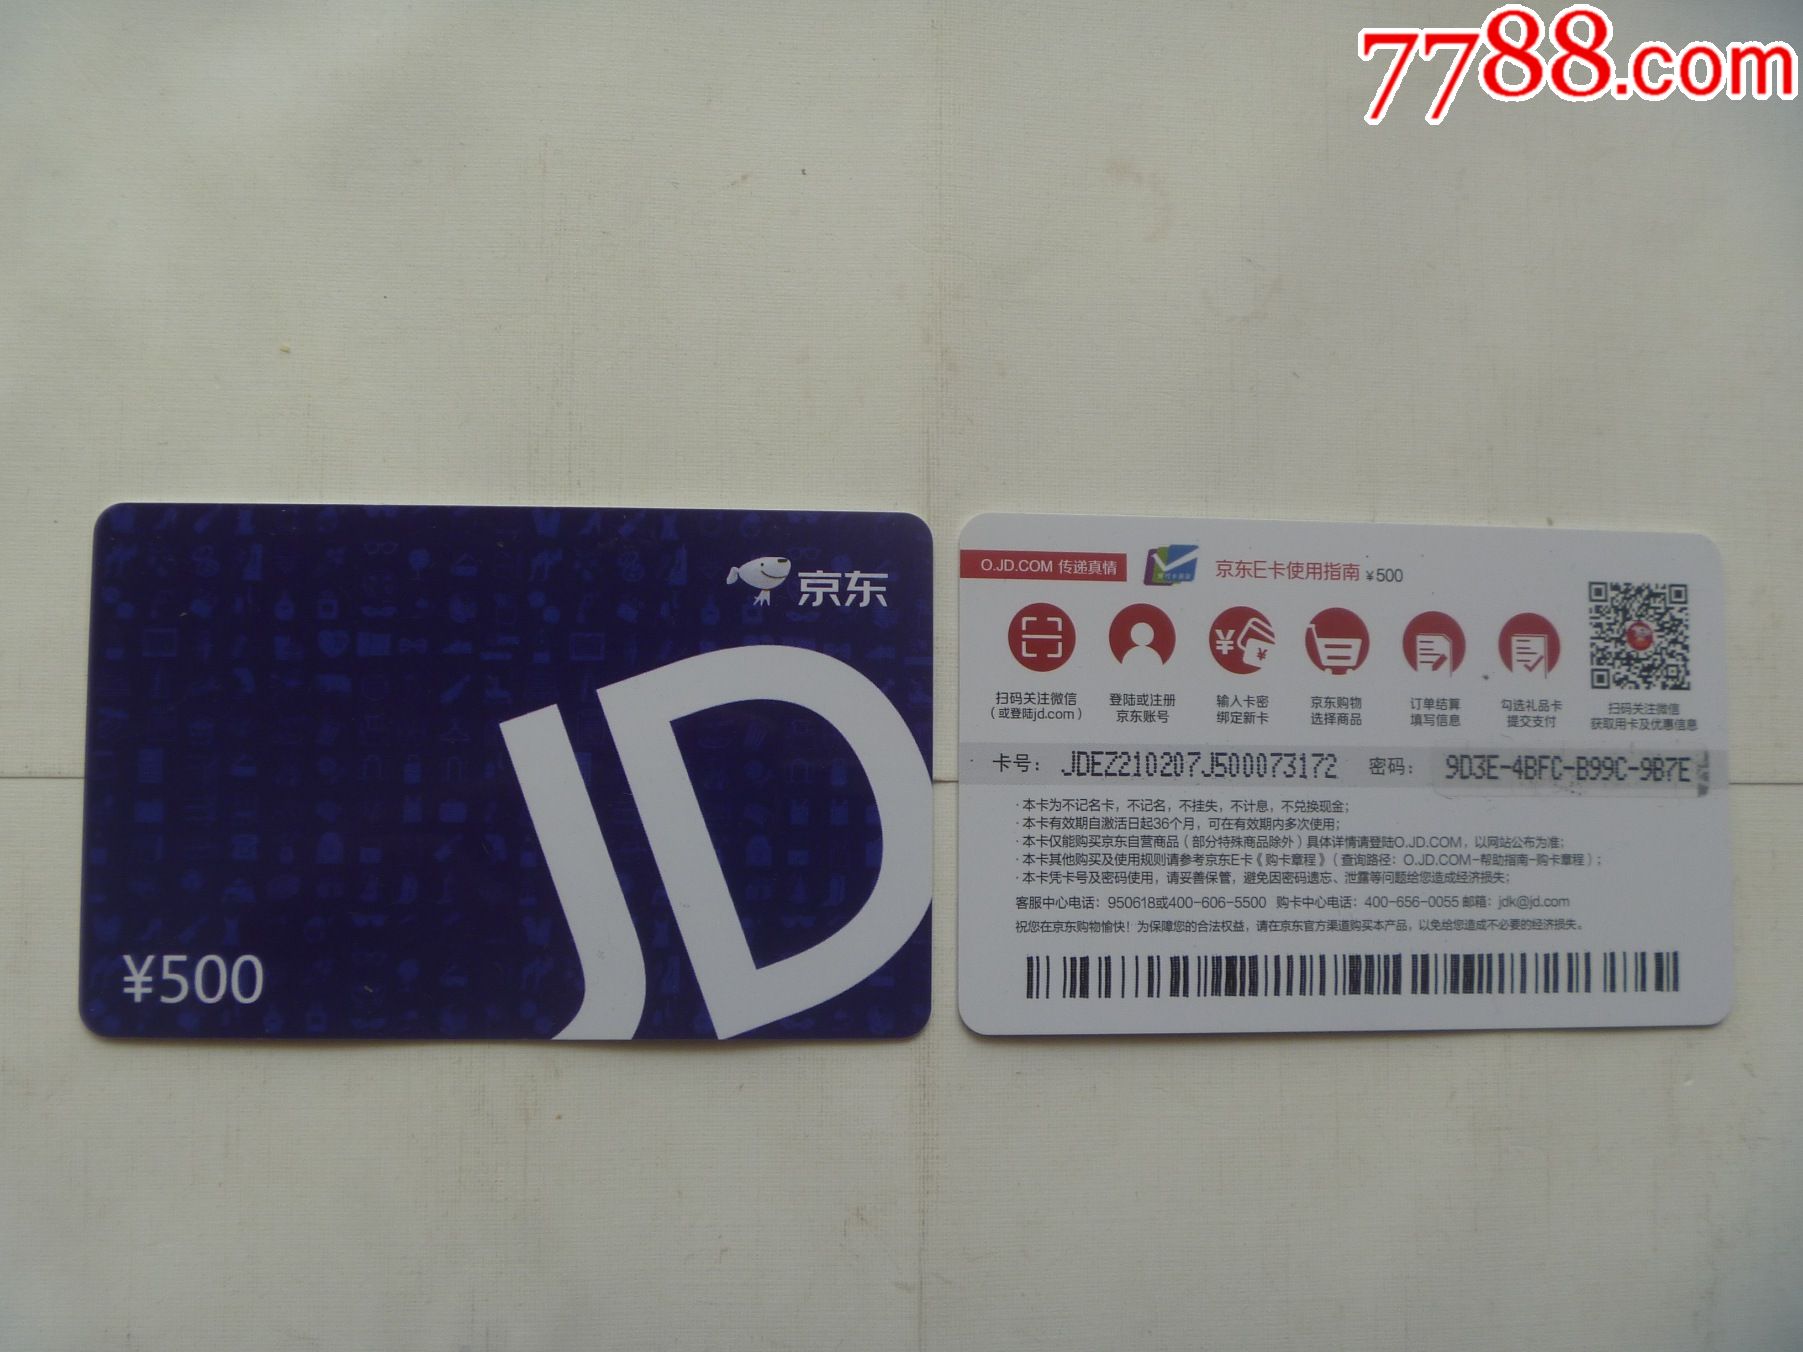 7788.com
京东
JD
¥500
O.JD.COM 传递真情
京东E卡使用指南 ¥500
扫码关注微信
(或登陆jd.com)
登陆或注册
京东账号
输入卡密
绑定新卡
京东购物
选择商品
订单结算
填写信息
勾选礼品卡
提交支付
扫码关注微信
获取用卡及优惠信息
卡号: JDEZ210207J500073172 密码: 9D3E-4BFC-B99C-9B7E
·本卡为不记名卡，不记名，不挂失，不计息，不兑换现金；
·本卡有效期自激活日起36个月，可在有效期内多次使用；
·本卡仅能购买京东自营商品（部分特殊商品除外）具体详情请登陆O.JD.COM，以网站公布为准；
·本卡其他购买及使用规则请参考京东E卡《购卡章程》（查询路径：O.JD.COM-帮助指南-购卡章程）；
·本卡凭卡号及密码使用，请妥善保管，避免因密码遗忘、泄露等问题给您造成经济损失；
客服中心电话：950618或400-606-5500 购卡中心电话：400-656-0055 邮箱：jdk@jd.com
祝您在京东购物愉快！为保障您的合法权益，请在京东官方渠道购买本产品，以免给您造成不必要的经济损失。